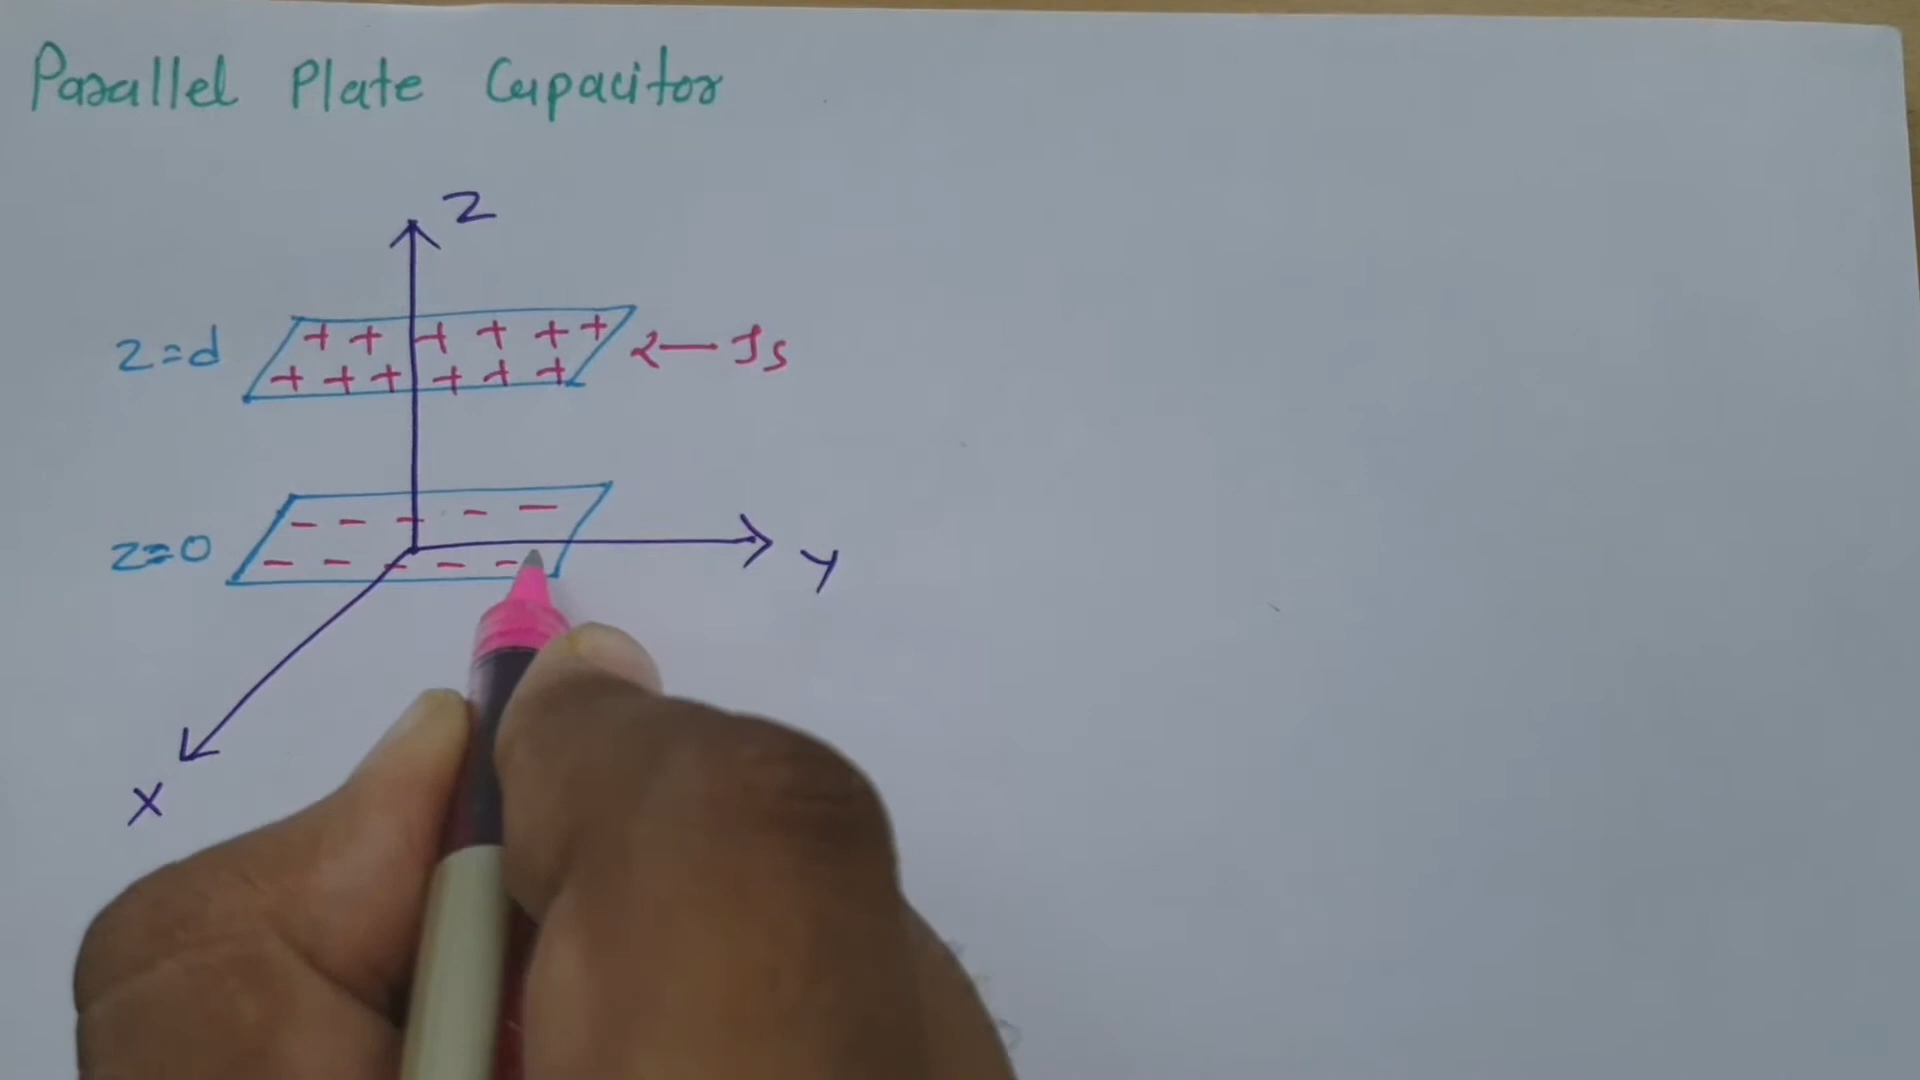 Parallel Plate Capacitor
Z
z=d + + + + + + ← ρs
+ + + + + +
- - - - -
z=0 - - - - -
Y
X